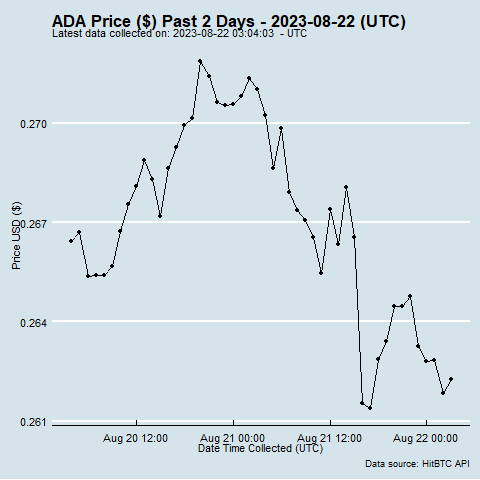 ADA Price ($) Past 2 Days - 2023-08-22 (UTC)
Latest data collected on: 2023-08-22 03:04:03 - UTC
0.270
0.267
0.264
0.261
Price USD ($)
Aug 20 12:00
Aug 21 00:00
Aug 21 12:00
Aug 22 00:00
Date Time Collected (UTC)
Data source: HitBTC API